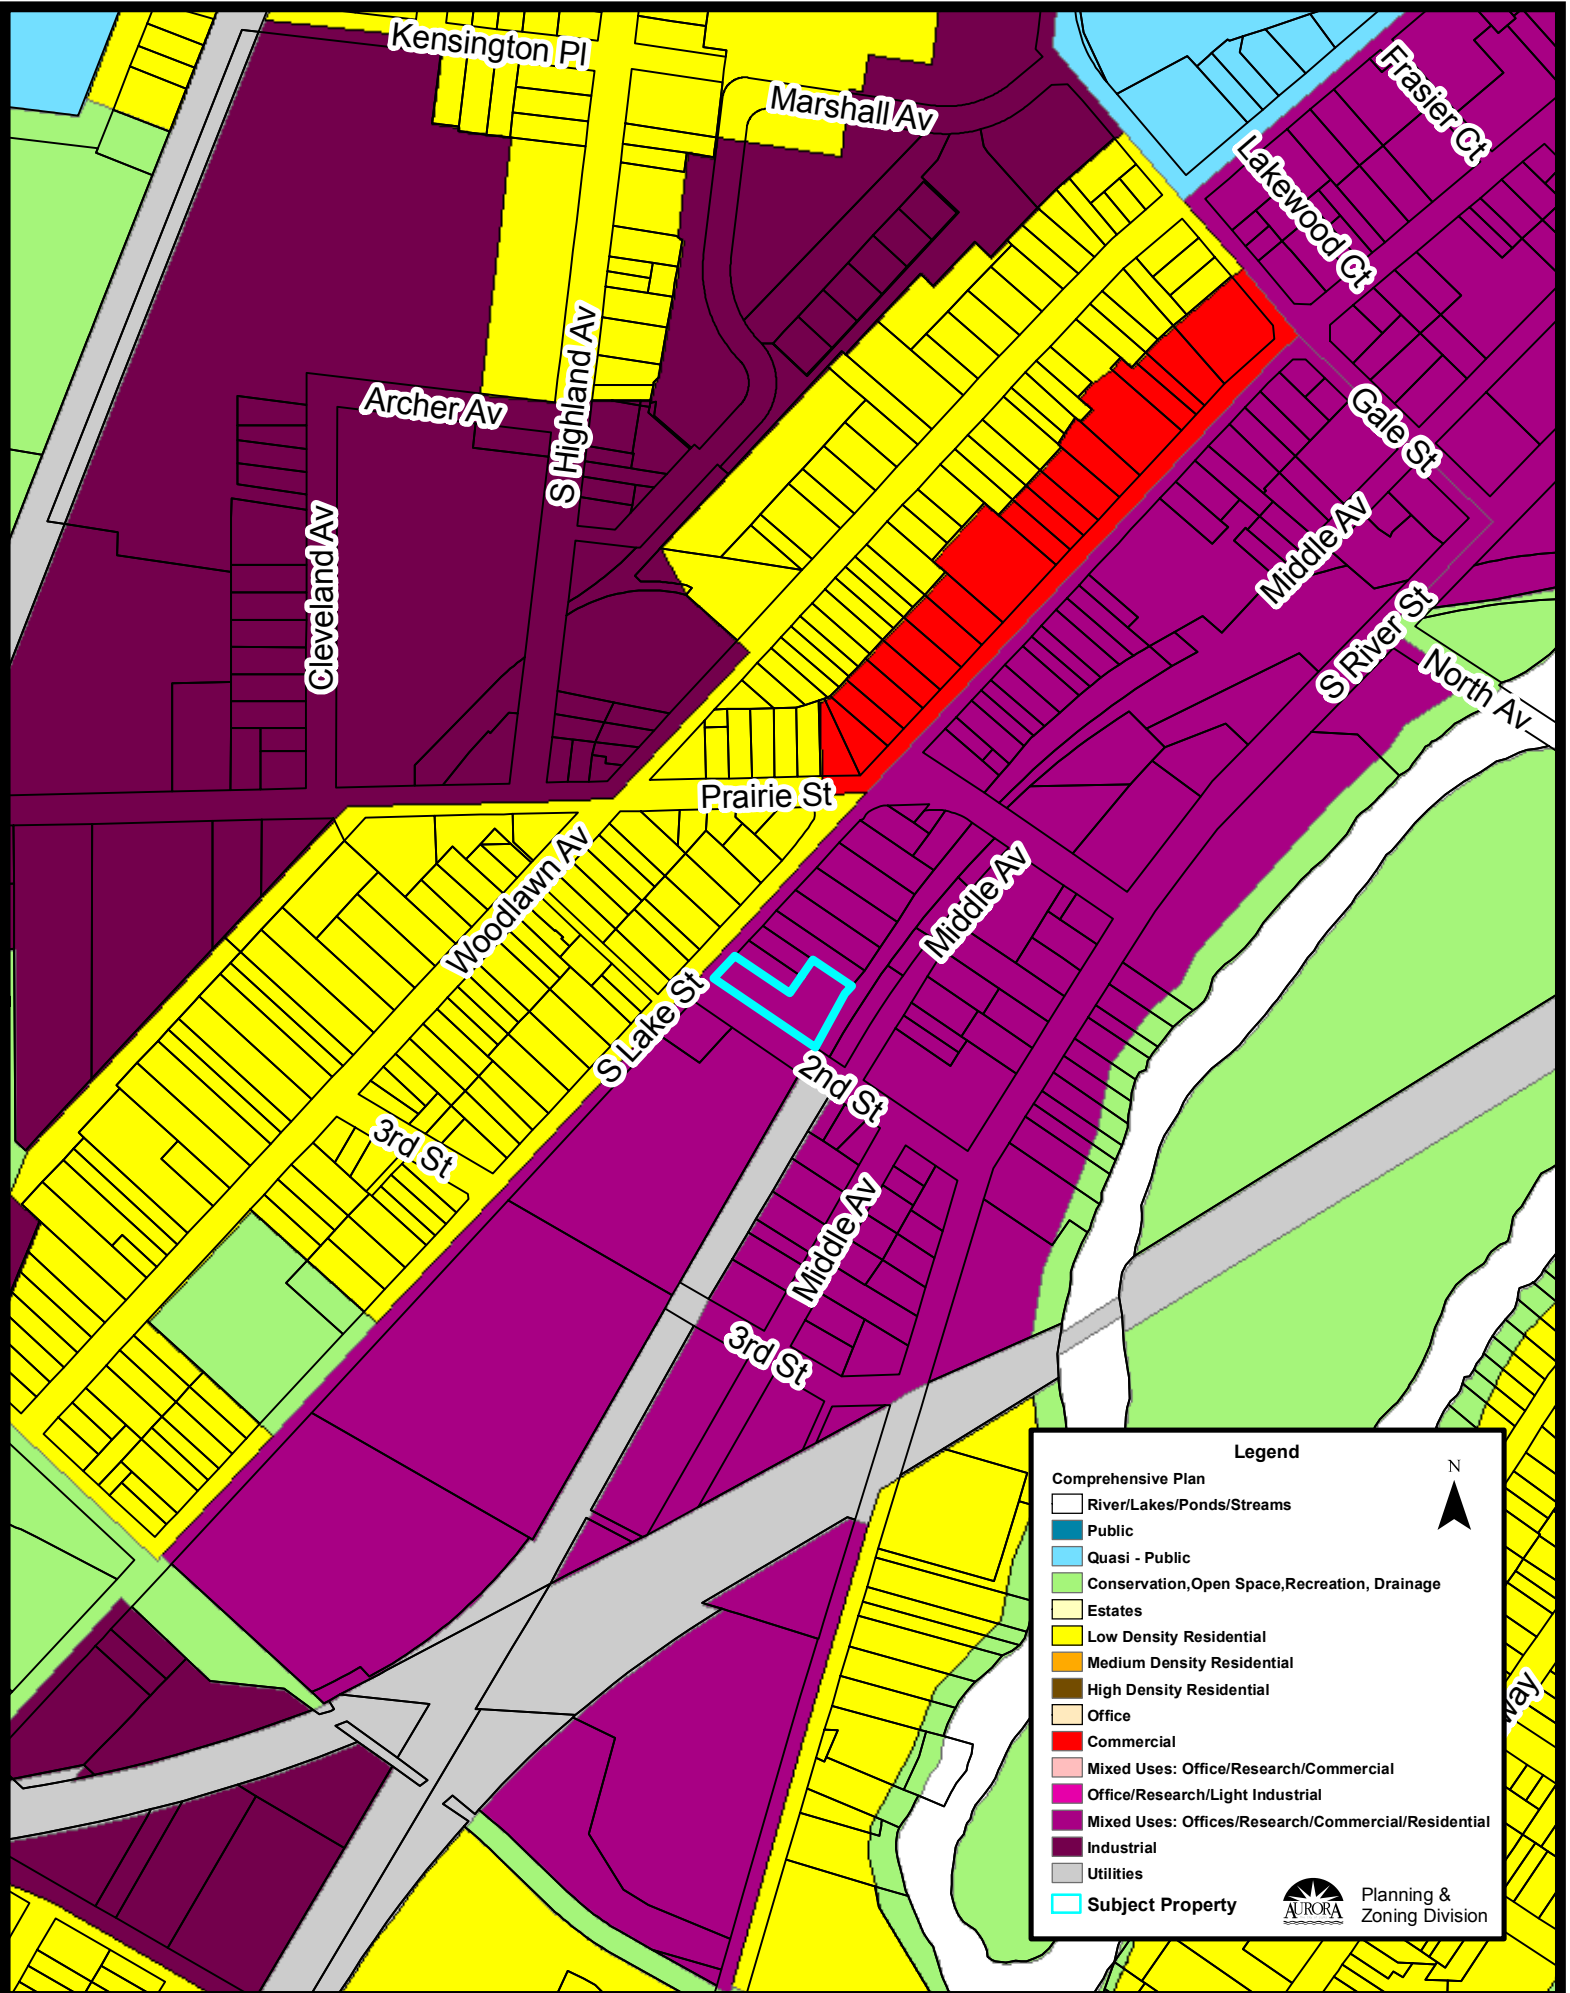 Kensington Pl
Marshall Av
Frasier Ct
Lakewood Ct
Archer Av
S Highland Av
Gale St
Cleveland Av
Middle Av
S River St
North Av
Prairie St
Woodlawn Av
Middle Av
S Lake St
2nd St
3rd St
Middle Av
3rd St
way
Legend
Comprehensive Plan
N
River/Lakes/Ponds/Streams
Public
Quasi - Public
Conservation,Open Space,Recreation, Drainage
Estates
Low Density Residential
Medium Density Residential
High Density Residential
Office
Commercial
Mixed Uses: Office/Research/Commercial
Office/Research/Light Industrial
Mixed Uses: Offices/Research/Commercial/Residential
Industrial
Utilities
Subject Property
AURORA
Planning &
Zoning Division